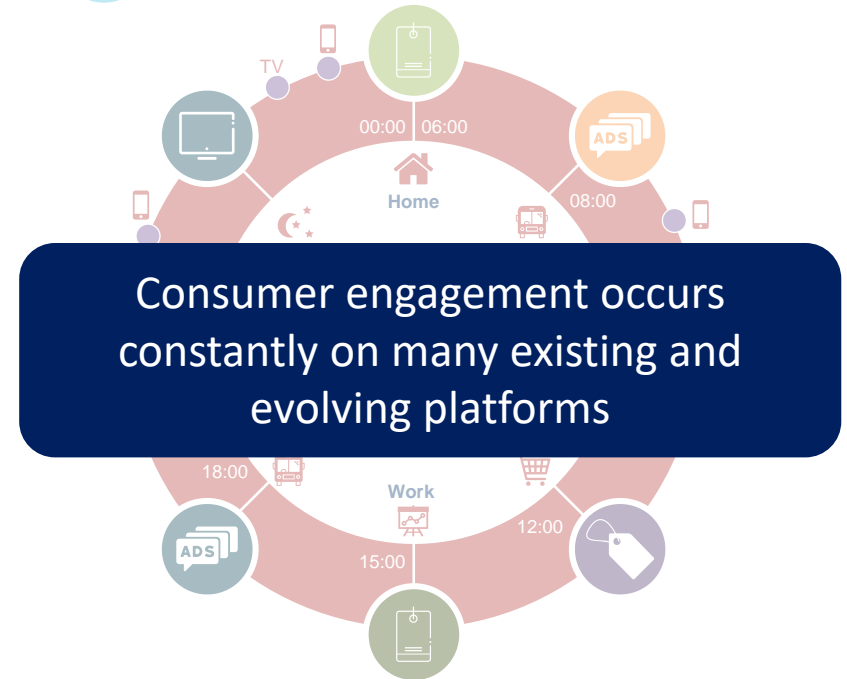 TV
00:00 06:00
ADS
Home
08:00
Consumer engagement occurs
constantly on many existing and
evolving platforms
18:00
Work
12:00
ADS
15:00